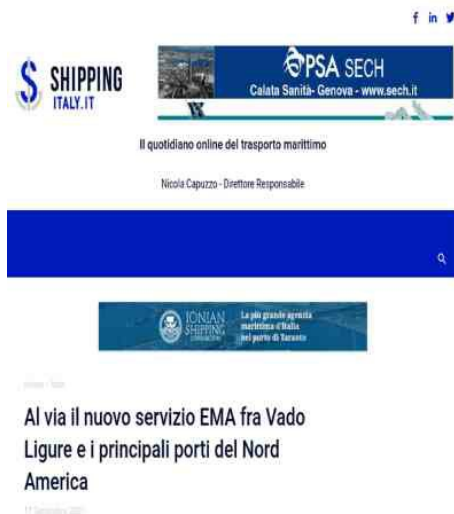 f in
SHIPPING
ITALY.IT
PSA SECH
Calata Sanità- Genova - www.sech.it
Il quotidiano online del trasporto marittimo
Nicola Capuzzo - Direttore Responsabile
IONIAN
SHIPPING
La più grande agenzia
marittima d'Italia
nel porto di Taranto
Al via il nuovo servizio EMA fra Vado
Ligure e i principali porti del Nord
America